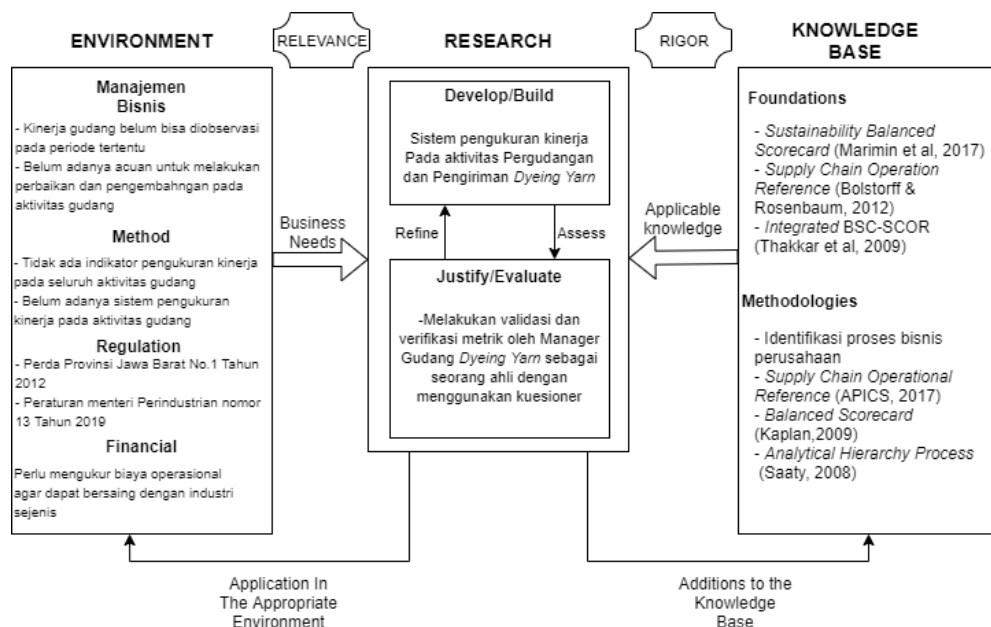 ENVIRONMENT
RELEVANCE
RESEARCH
RIGOR
KNOWLEDGE
BASE
Manajemen
Bisnis
- Kinerja gudang belum bisa diobservasi
pada periode tertentu
- Belum adanya acuan untuk melakukan
perbaikan dan pengembahngan pada
aktivitas gudang
Method
- Tidak ada indikator pengukuran kinerja
pada seluruh aktivitas gudang
- Belum adanya sistem pengukuran
kinerja pada aktivitas gudang
Regulation
- Perda Provinsi Jawa Barat No.1 Tahun
2012
- Peraturan menteri Perindustrian nomor
13 Tahun 2019
Financial
Perlu mengukur biaya operasional
agar dapat bersaing dengan industri
sejenis
Business
Needs
Develop/Build
Sistem pengukuran kinerja
Pada aktivitas Pergudangan
dan Pengiriman Dyeing Yarn
Refine
Assess
Justify/Evaluate
-Melakukan validasi dan
verifikasi metrik oleh Manager
Gudang Dyeing Yarn sebagai
seorang ahli dengan
menggunakan kuesioner
Applicable
knowledge
Foundations
- Sustainability Balanced
Scorecard (Marimin et al, 2017)
- Supply Chain Operation
Reference (Bolstorff &
Rosenbaum, 2012)
- Integrated BSC-SCOR
(Thakkar et al, 2009)
Methodologies
- Identifikasi proses bisnis
perusahaan
- Supply Chain Operational
Reference (APICS, 2017)
- Balanced Scorecard
(Kaplan,2009)
- Analytical Hierarchy Process
(Saaty, 2008)
Application In
The Appropriate
Environment
Additions to the
Knowledge
Base